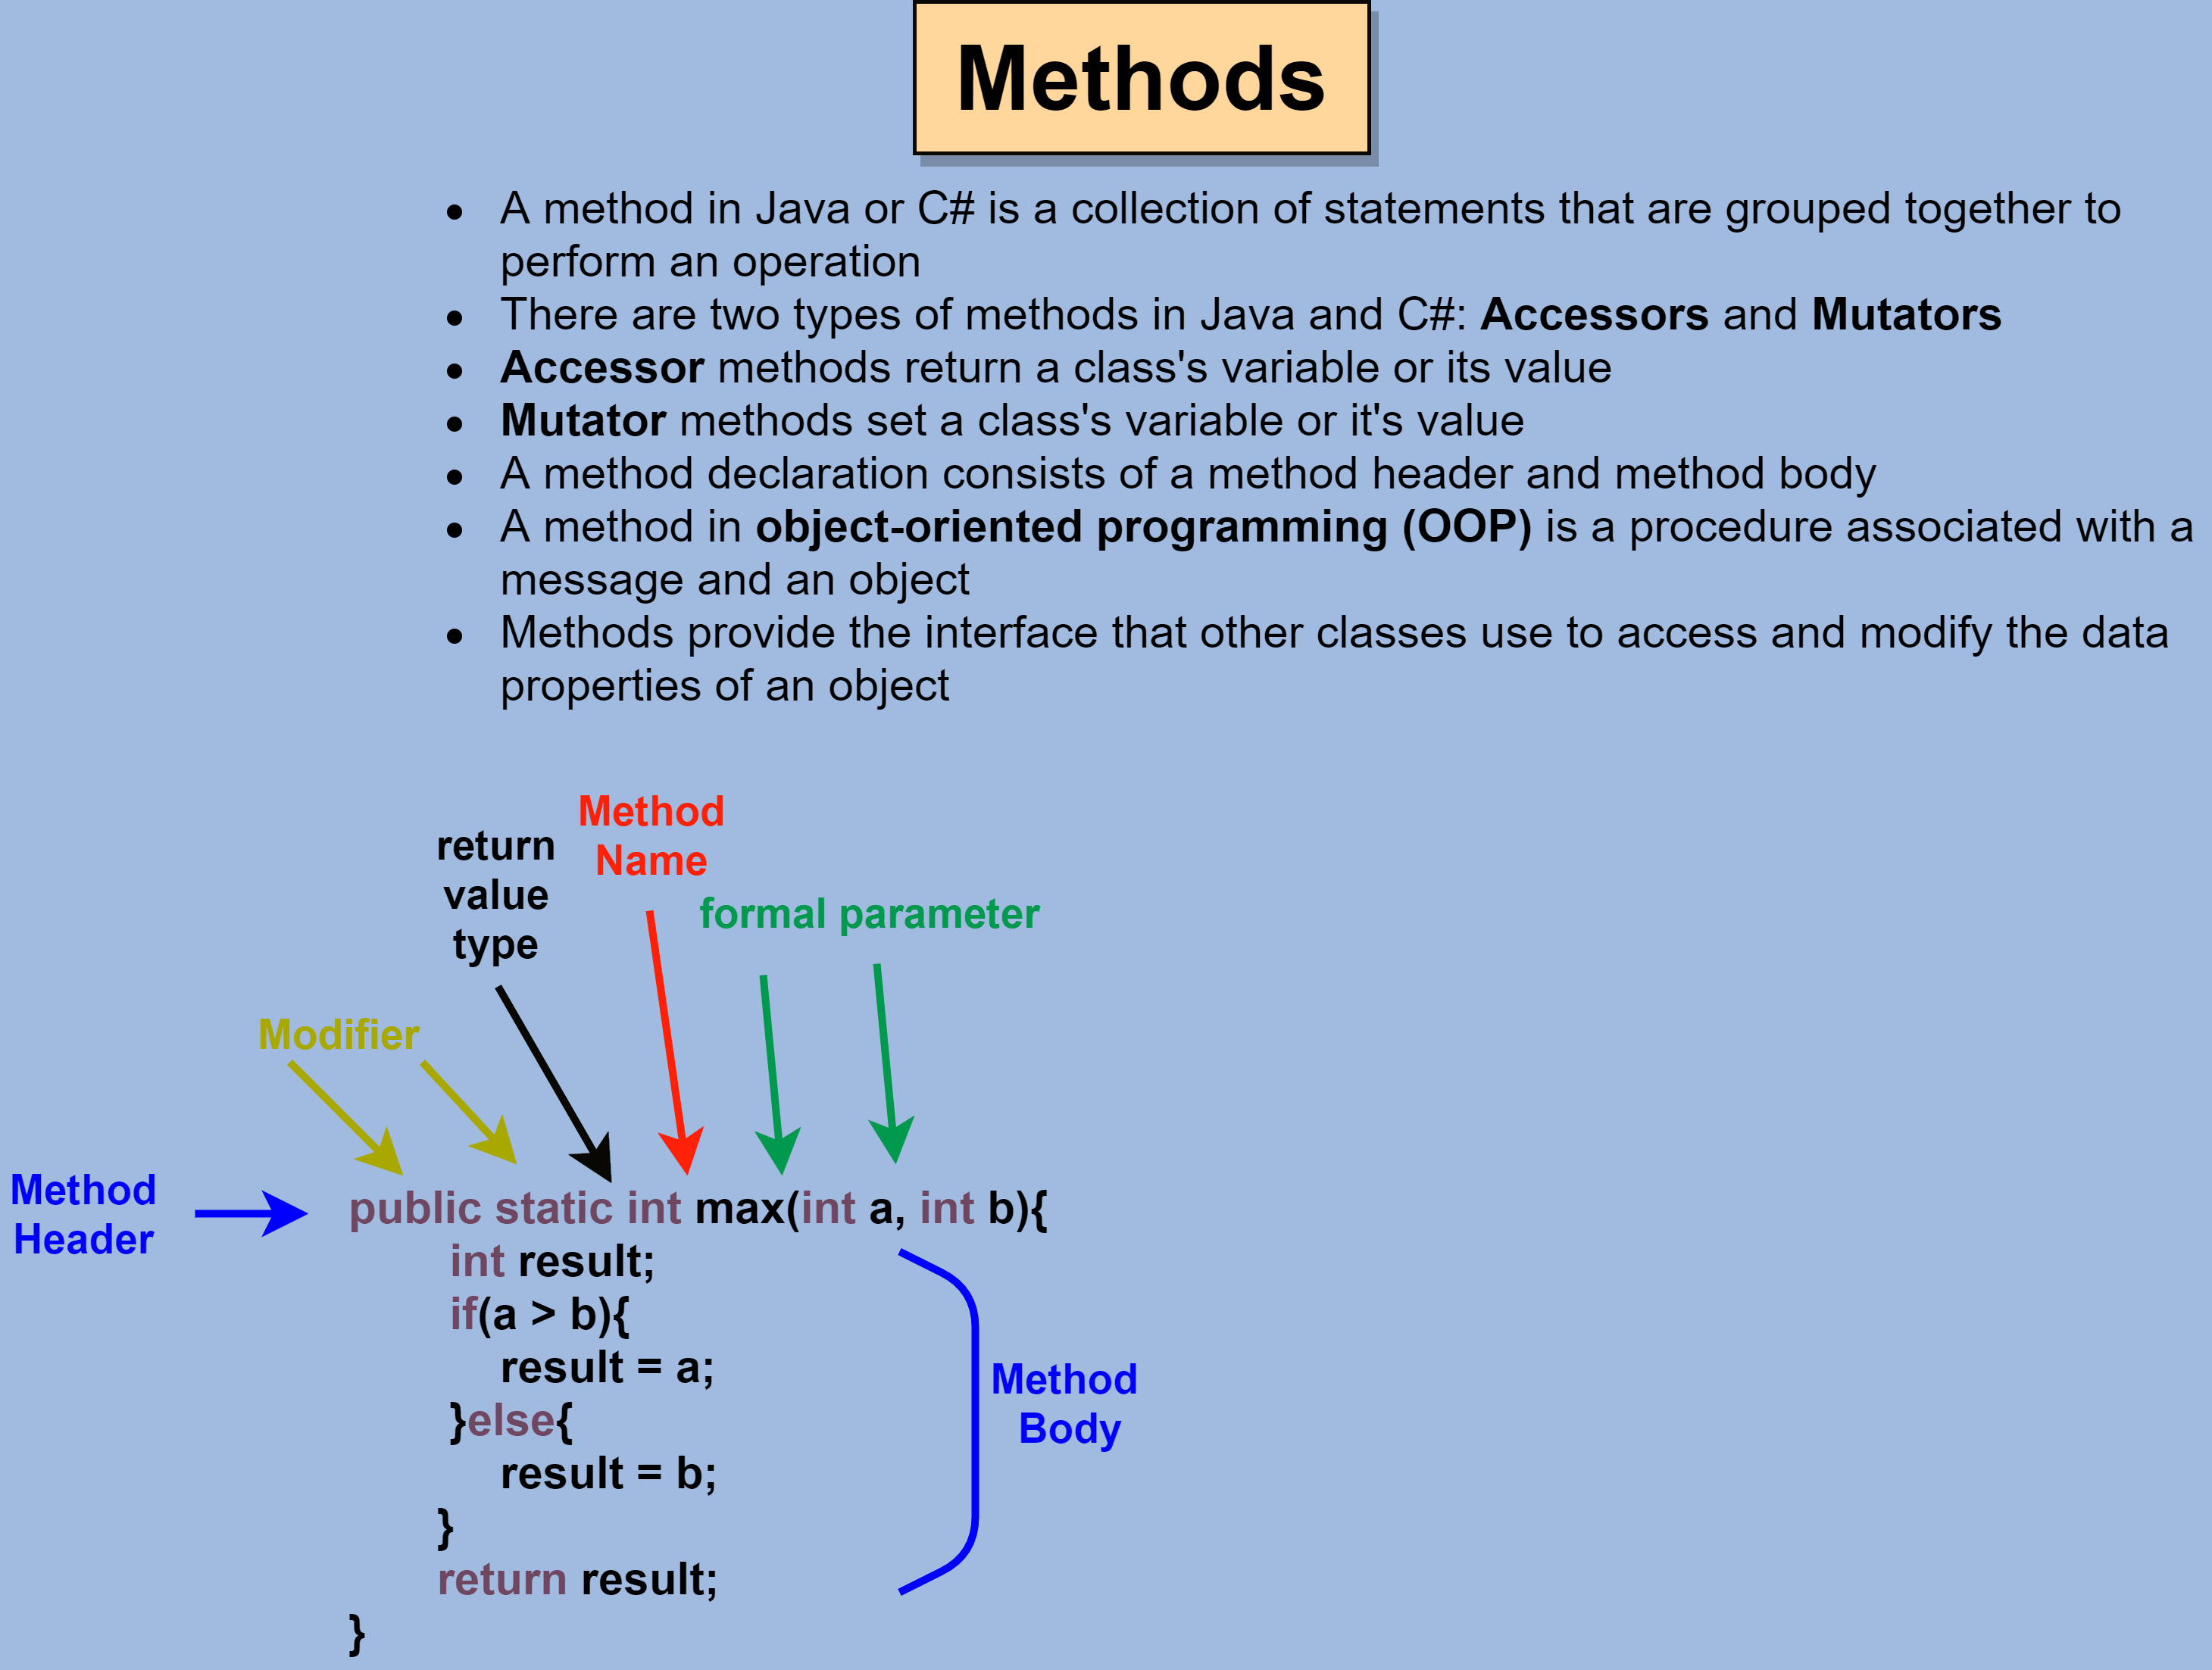 Methods
• A method in Java or C# is a collection of statements that are grouped together to
perform an operation
• There are two types of methods in Java and C#: Accessors and Mutators
• Accessor methods return a class's variable or its value
• Mutator methods set a class's variable or it's value
• A method declaration consists of a method header and method body
• A method in object-oriented programming (OOP) is a procedure associated with a
message and an object
• Methods provide the interface that other classes use to access and modify the data
properties of an object
Method
Name
return
value
type
formal parameter
Modifier
Method
Header
public static int max(int a, int b){
int result;
if(a > b){
result = a;
}else{
result = b;
}
return result;
}
Method
Body